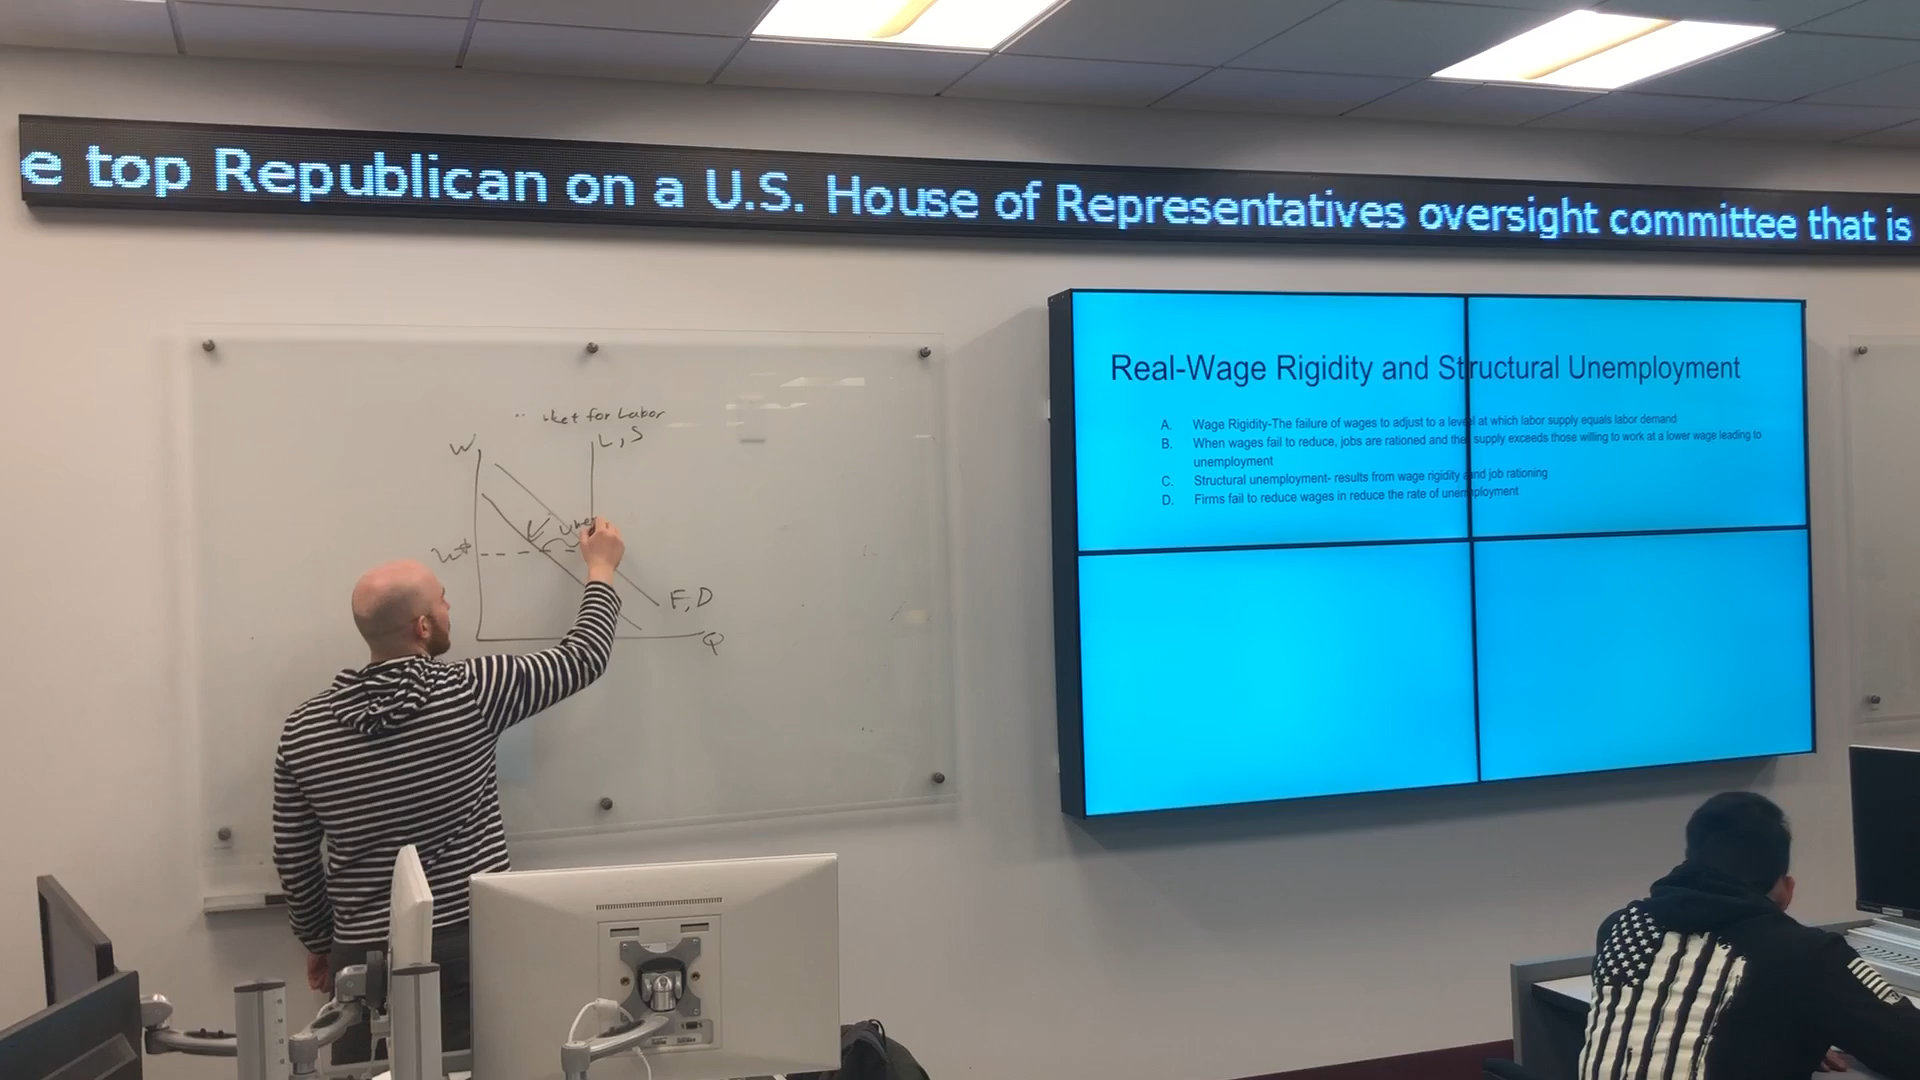 e top Republican on a U.S. House of Representatives oversight committee that is
Real-Wage Rigidity and Structural Unemployment
A. Wage Rigidity-The failure of wages to adjust to a level at which labor supply equals labor demand
B. When wages fail to reduce, jobs are rationed and the supply exceeds those willing to work at a lower wage leading to
unemployment
C. Structural unemployment- results from wage rigidity and job rationing
D. Firms fail to reduce wages in reduce the rate of unemployment
ket for Labor
W
L, S
W*
F, D
Q